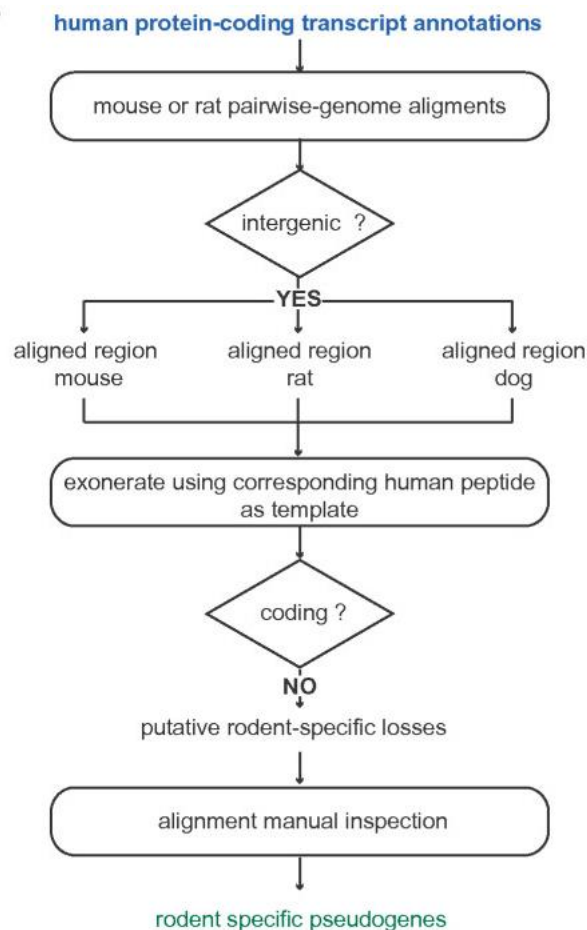 human protein-coding transcript annotations
mouse or rat pairwise-genome aligments
intergenic ?
YES
aligned region
mouse
aligned region
rat
aligned region
dog
exonerate using corresponding human peptide
as template
coding ?
NO
putative rodent-specific losses
alignment manual inspection
rodent specific pseudogenes